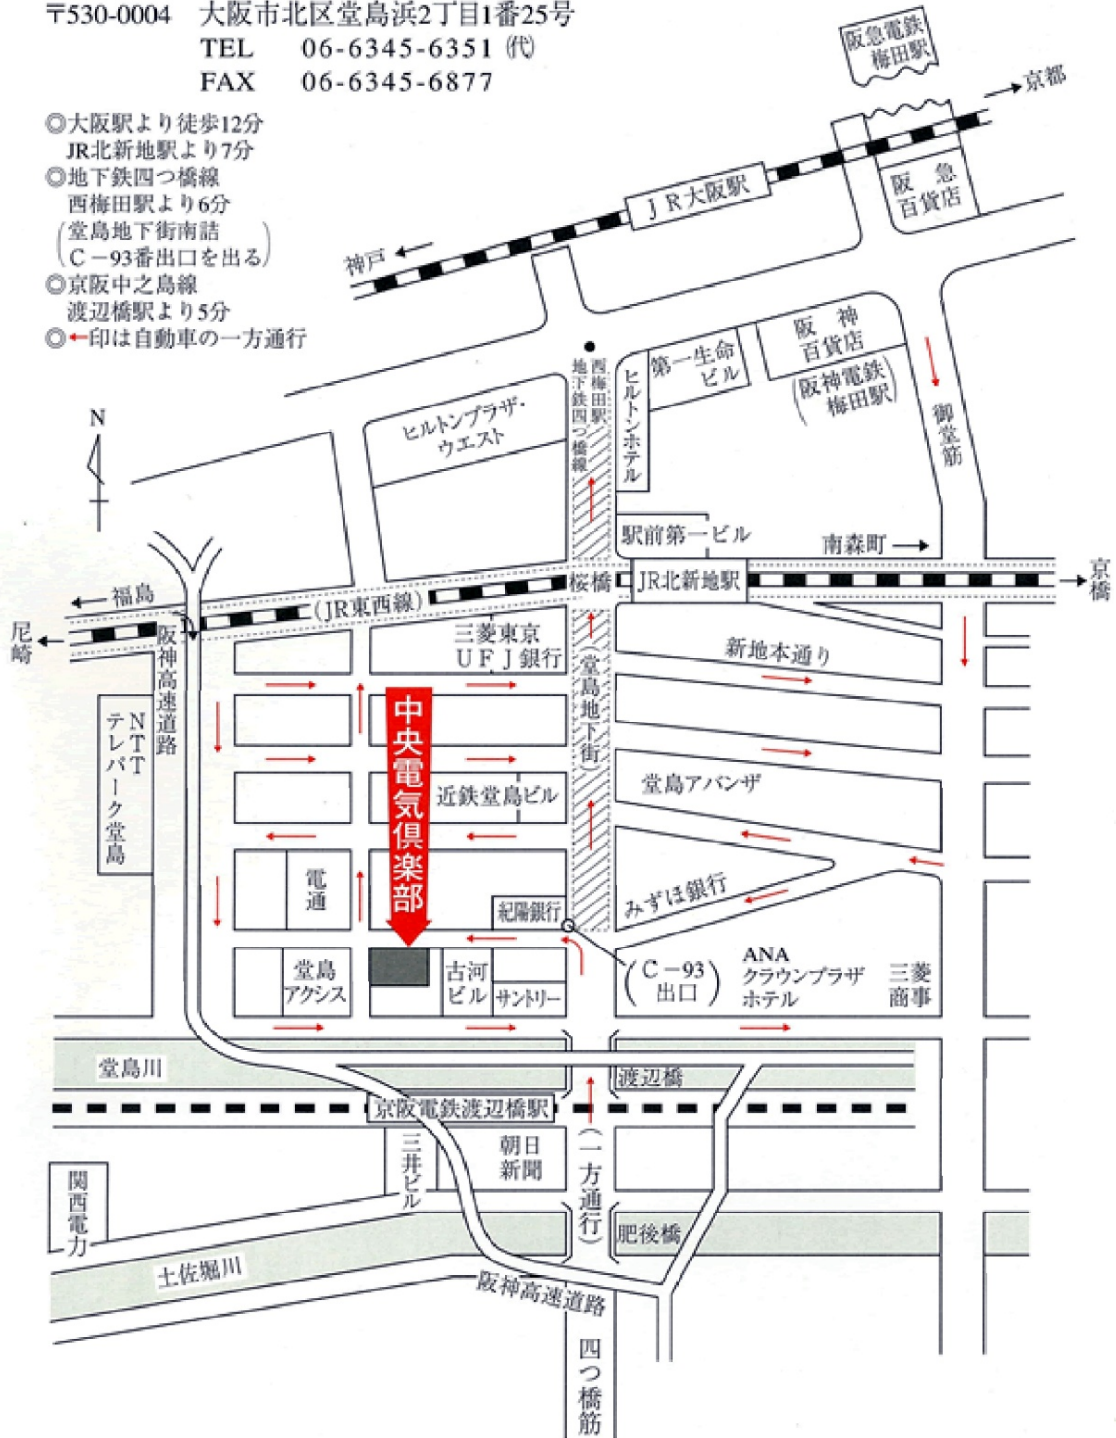 〒530-0004 大阪市北区堂島浜2丁目1番25号
TEL 06-6345-6351 (代)
FAX 06-6345-6877
◎大阪駅より徒歩12分
JR北新地駅より7分
◎地下鉄四つ橋線
西梅田駅より6分
(堂島地下街南詰
C-93番出口を出る)
◎京阪中之島線
渡辺橋駅より5分
◎←印は自動車の一方通行
阪急電鉄
梅田駅
→京都
JR大阪駅
阪急
百貨店
神戸←
阪神
百貨店
(阪神電鉄
梅田駅)
第一生命
ビル
ヒルトンホテル
西梅田駅
地下鉄四つ橋線
ヒルトンプラザ・
ウエスト
御堂筋
N
駅前第一ビル
南森町→
←福島
(JR東西線)
桜橋
JR北新地駅
→京橋
尼崎←
阪神高速道路
三菱東京
UFJ銀行
新地本通り
(堂島地下街)
中央電気倶楽部
NTT
テレパーク堂島
近鉄堂島ビル
堂島アバンザ
電通
紀陽銀行
みずほ銀行
堂島
アクシス
古河
ビル
サントリー
(C-93
出口)
ANA
クラウンプラザ
ホテル
三菱
商事
堂島川
渡辺橋
京阪電鉄渡辺橋駅
三井ビル
朝日
新聞
(一方通行)
関西電力
肥後橋
土佐堀川
阪神高速道路
四つ橋筋